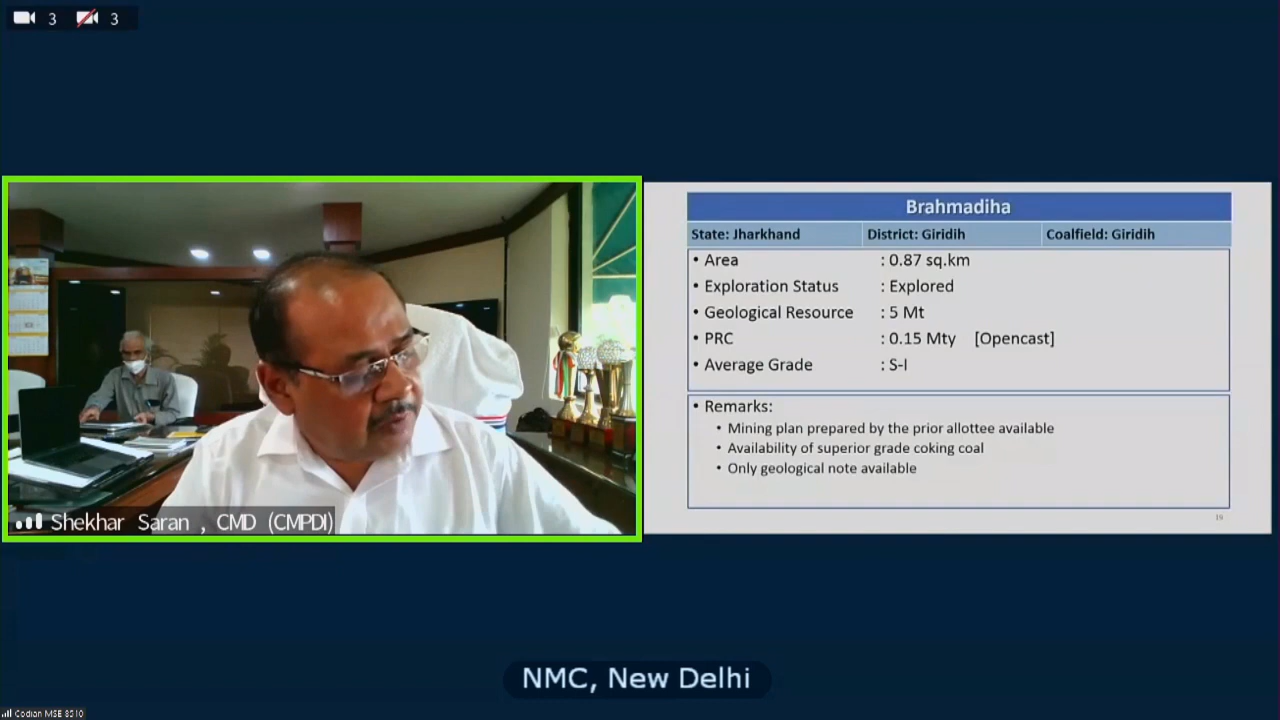 3 3
Brahmadiha
State: Jharkhand District: Giridih Coalfield: Giridih
• Area : 0.87 sq.km
• Exploration Status : Explored
• Geological Resource : 5 Mt
• PRC : 0.15 Mty [Opencast]
• Average Grade : S-I
• Remarks:
• Mining plan prepared by the prior allottee available
• Availability of superior grade coking coal
• Only geological note available
19
Shekhar Saran , CMD (CMPDI)
NMC, New Delhi
Codian MSE 8510